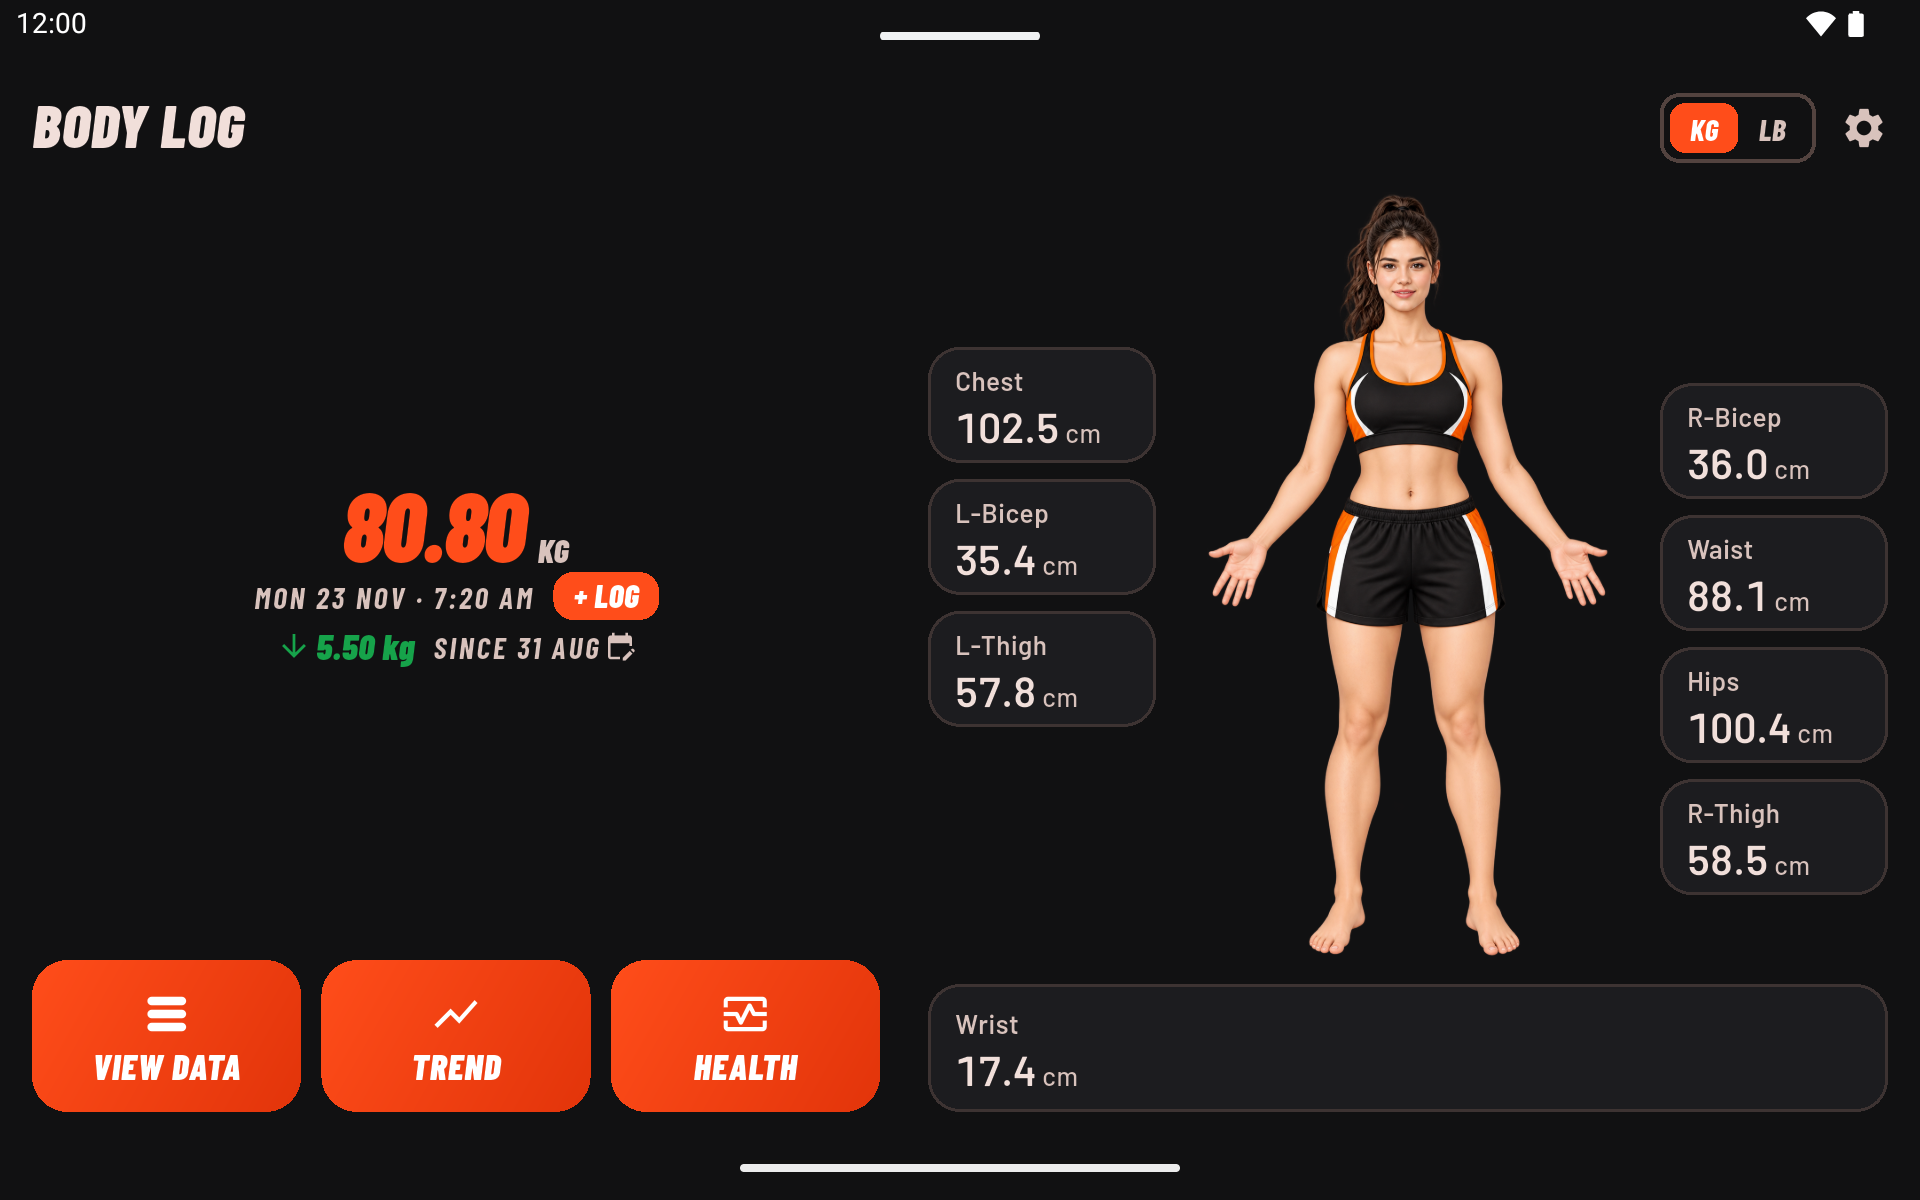 12:00
BODY LOG
KG LB
80.80 KG
MON 23 NOV · 7:20 AM + LOG
↓ 5.50 kg SINCE 31 AUG
VIEW DATA
TREND
HEALTH
Chest
102.5 cm
L-Bicep
35.4 cm
L-Thigh
57.8 cm
R-Bicep
36.0 cm
Waist
88.1 cm
Hips
100.4 cm
R-Thigh
58.5 cm
Wrist
17.4 cm